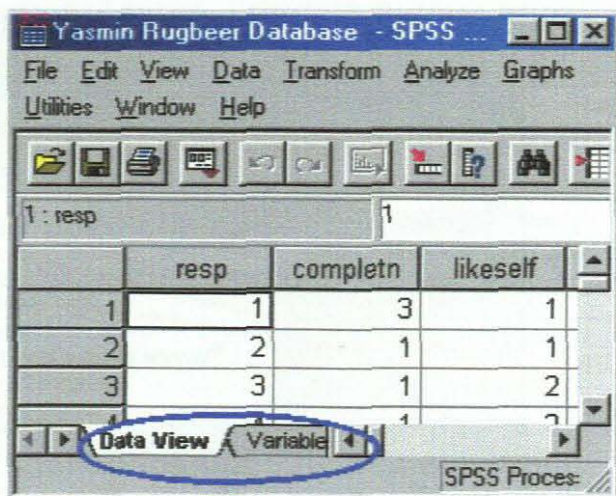 Yasmin Rugbeer Database - SPSS ...
File Edit View Data Transform Analyze Graphs
Utilities Window Help
1 : resp 1
resp completn likeself
1 1 3 1
2 2 1 1
3 3 1 2
Data View Variable
SPSS Proces